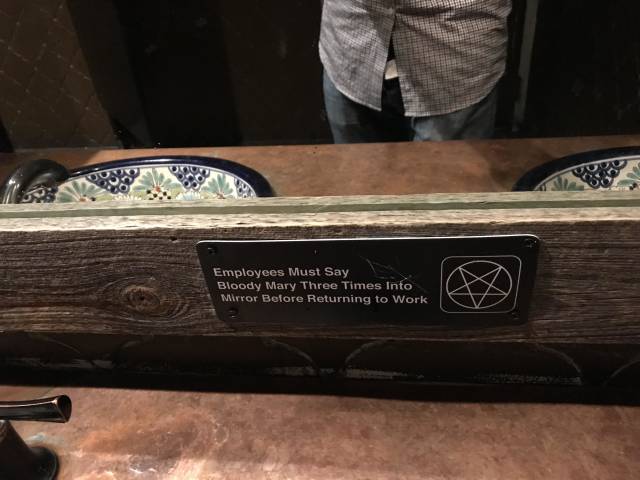 Employees Must Say
Bloody Mary Three Times Into
Mirror Before Returning to Work